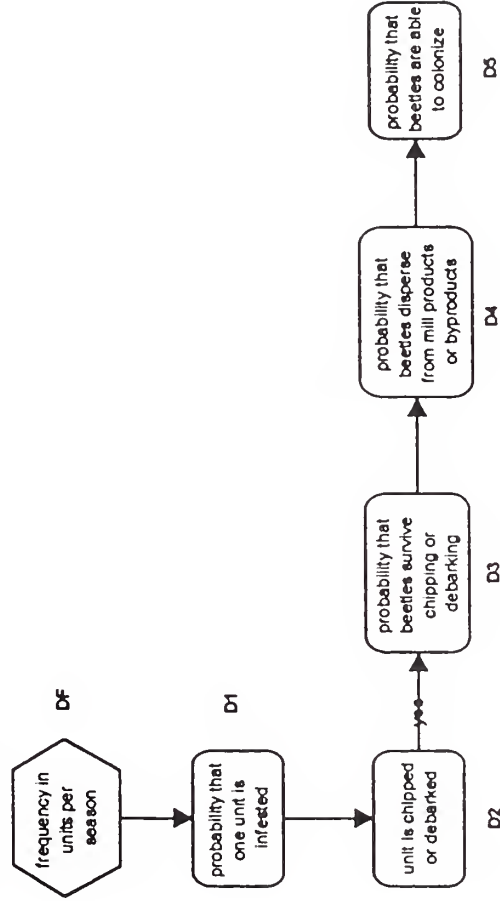 frequency in
units per
season
DF
probability that
one unit is
infested
D1
unit is chipped
or debarked
D2
yes
probability that
beetles survive
chipping or
debarking
D3
probability that
beetles disperse
from mill products
or byproducts
D4
probability that
beetles are able
to colonize
D5